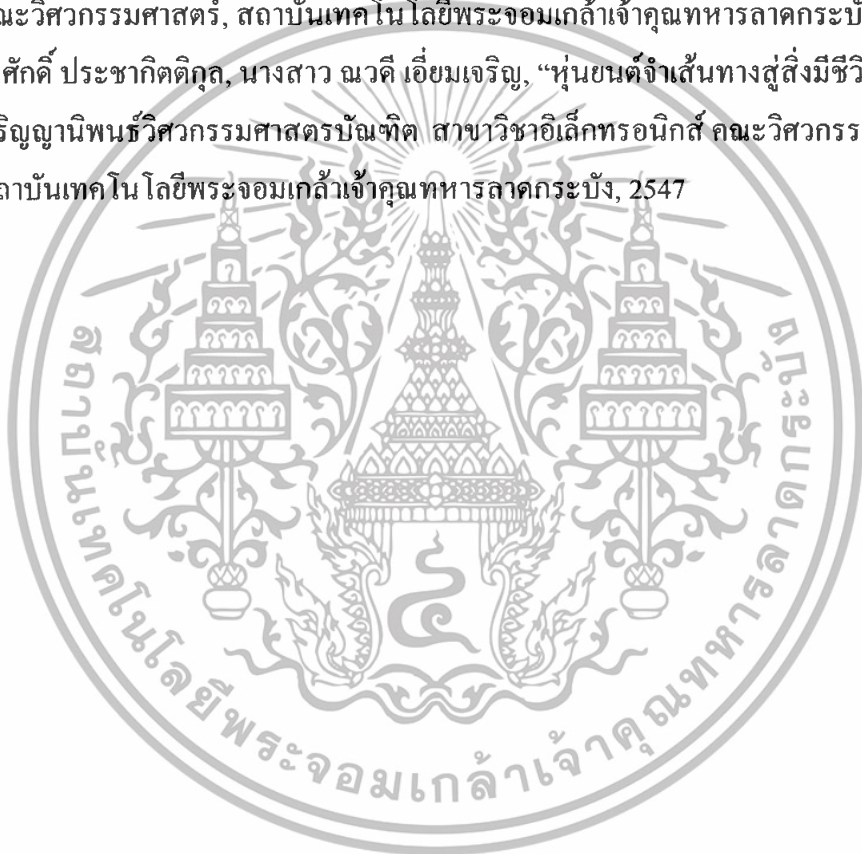 ณะวิศวกรรมศาสตร์, สถาบันเทคโนโลยีพระจอมเกล้าเจ้าคุณทหารลาดกระบั
ศักดิ์ ประชากิตติกุล, นางสาว ณวดี เอี่ยมเจริญ, “หุ่นยนต์จำเส้นทางสู่สิ่งมีชีวิ
ริญญานิพนธ์วิศวกรรมศาสตรบัณฑิต สาขาวิชาอิเล็กทรอนิกส์ คณะวิศวกรร
ถาบันเทคโนโลยีพระจอมเกล้าเจ้าคุณทหารลาดกระบัง, 2547
๔
สถาบันเทคโนโลยีพระจอมเกล้าเจ้าคุณทหารลาดกระบัง